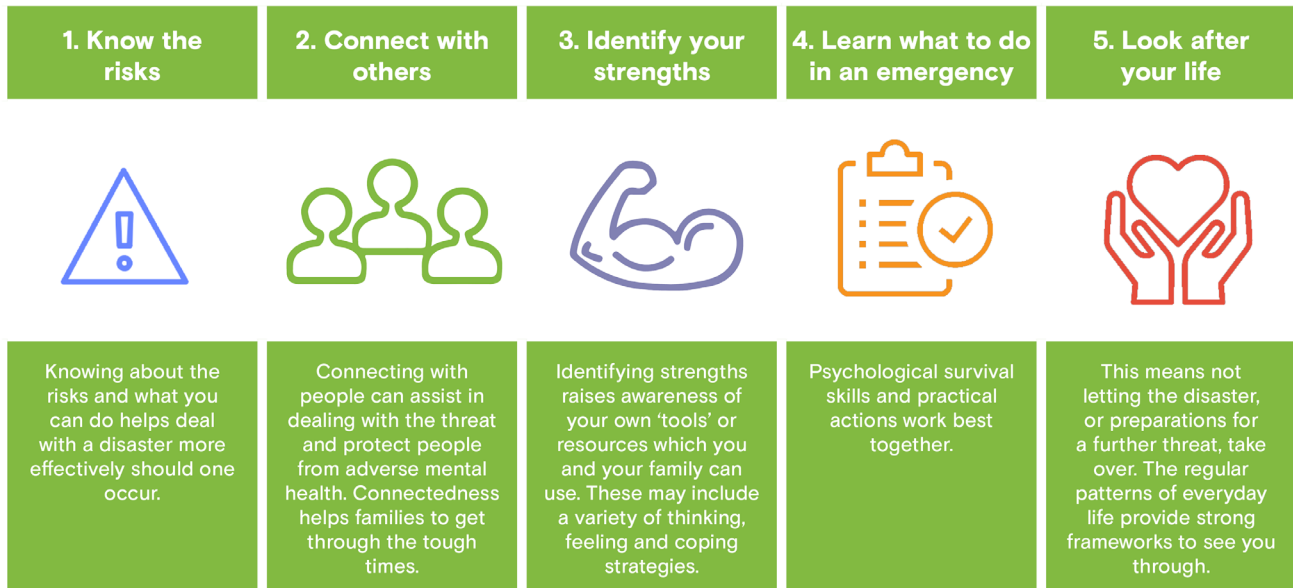 1. Know the
risks
2. Connect with
others
3. Identify your
strengths
4. Learn what to do
in an emergency
5. Look after
your life
Knowing about the
risks and what you
can do helps deal
with a disaster more
effectively should one
occur.
Connecting with
people can assist in
dealing with the threat
and protect people
from adverse mental
health. Connectedness
helps families to get
through the tough
times.
Identifying strengths
raises awareness of
your own ‘tools’ or
resources which you
and your family can
use. These may include
a variety of thinking,
feeling and coping
strategies.
Psychological survival
skills and practical
actions work best
together.
This means not
letting the disaster,
or preparations for
a further threat, take
over. The regular
patterns of everyday
life provide strong
frameworks to see you
through.